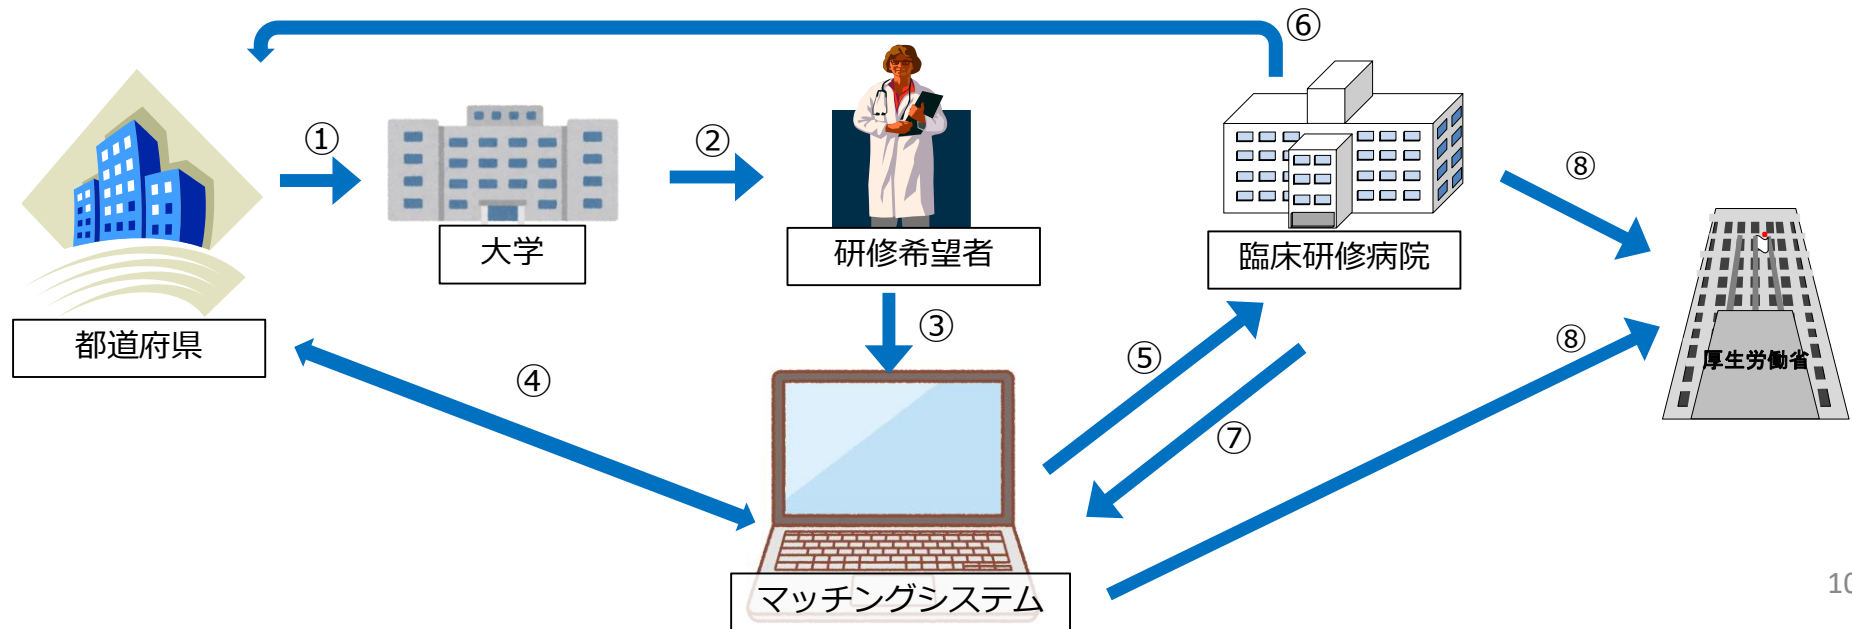 ⑥
①
②
⑧
大学
研修希望者
臨床研修病院
都道府県
③
④
⑤
⑧
厚生労働省
⑦
マッチングシステム
10